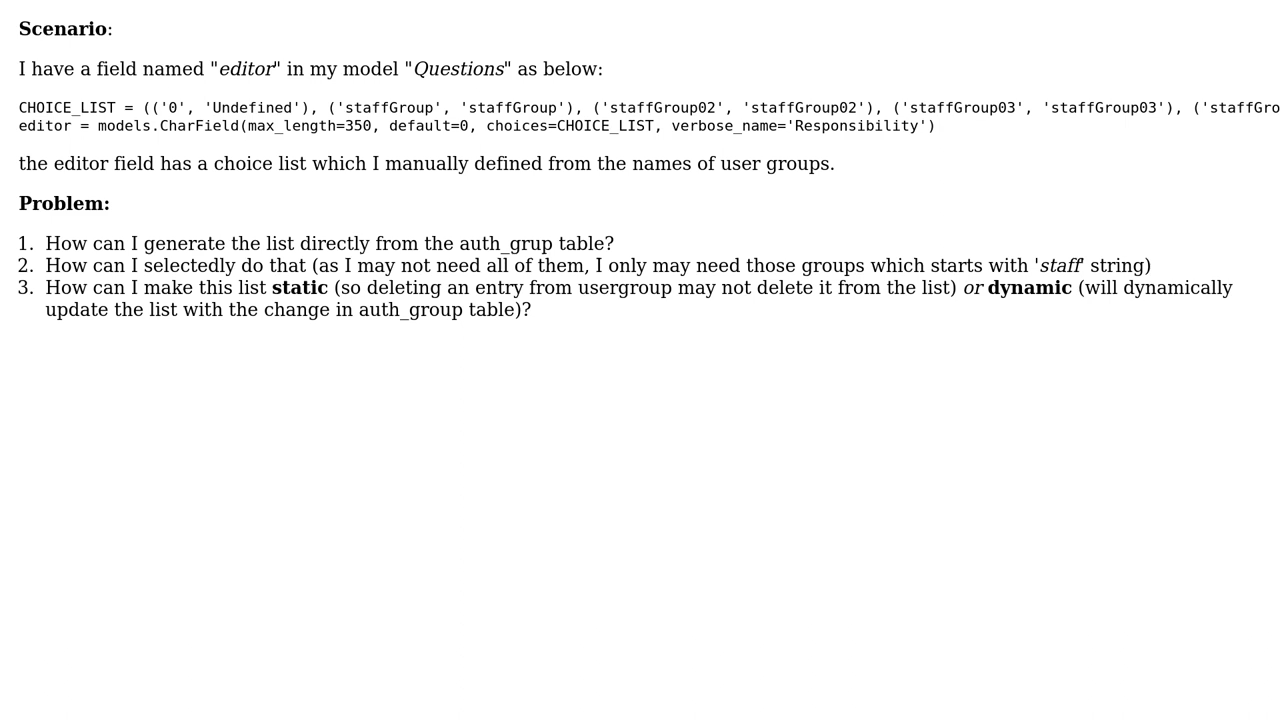 Scenario:
I have a field named "editor" in my model "Questions" as below:
CHOICE_LIST = (('0', 'Undefined'), ('staffGroup', 'staffGroup'), ('staffGroup02', 'staffGroup02'), ('staffGroup03', 'staffGroup03'), ('staffGro
editor = models.CharField(max_length=350, default=0, choices=CHOICE_LIST, verbose_name='Responsibility')
the editor field has a choice list which I manually defined from the names of user groups.
Problem:
1. How can I generate the list directly from the auth_grup table?
2. How can I selectedly do that (as I may not need all of them, I only may need those groups which starts with 'staff' string)
3. How can I make this list static (so deleting an entry from usergroup may not delete it from the list) or dynamic (will dynamically
update the list with the change in auth_group table)?